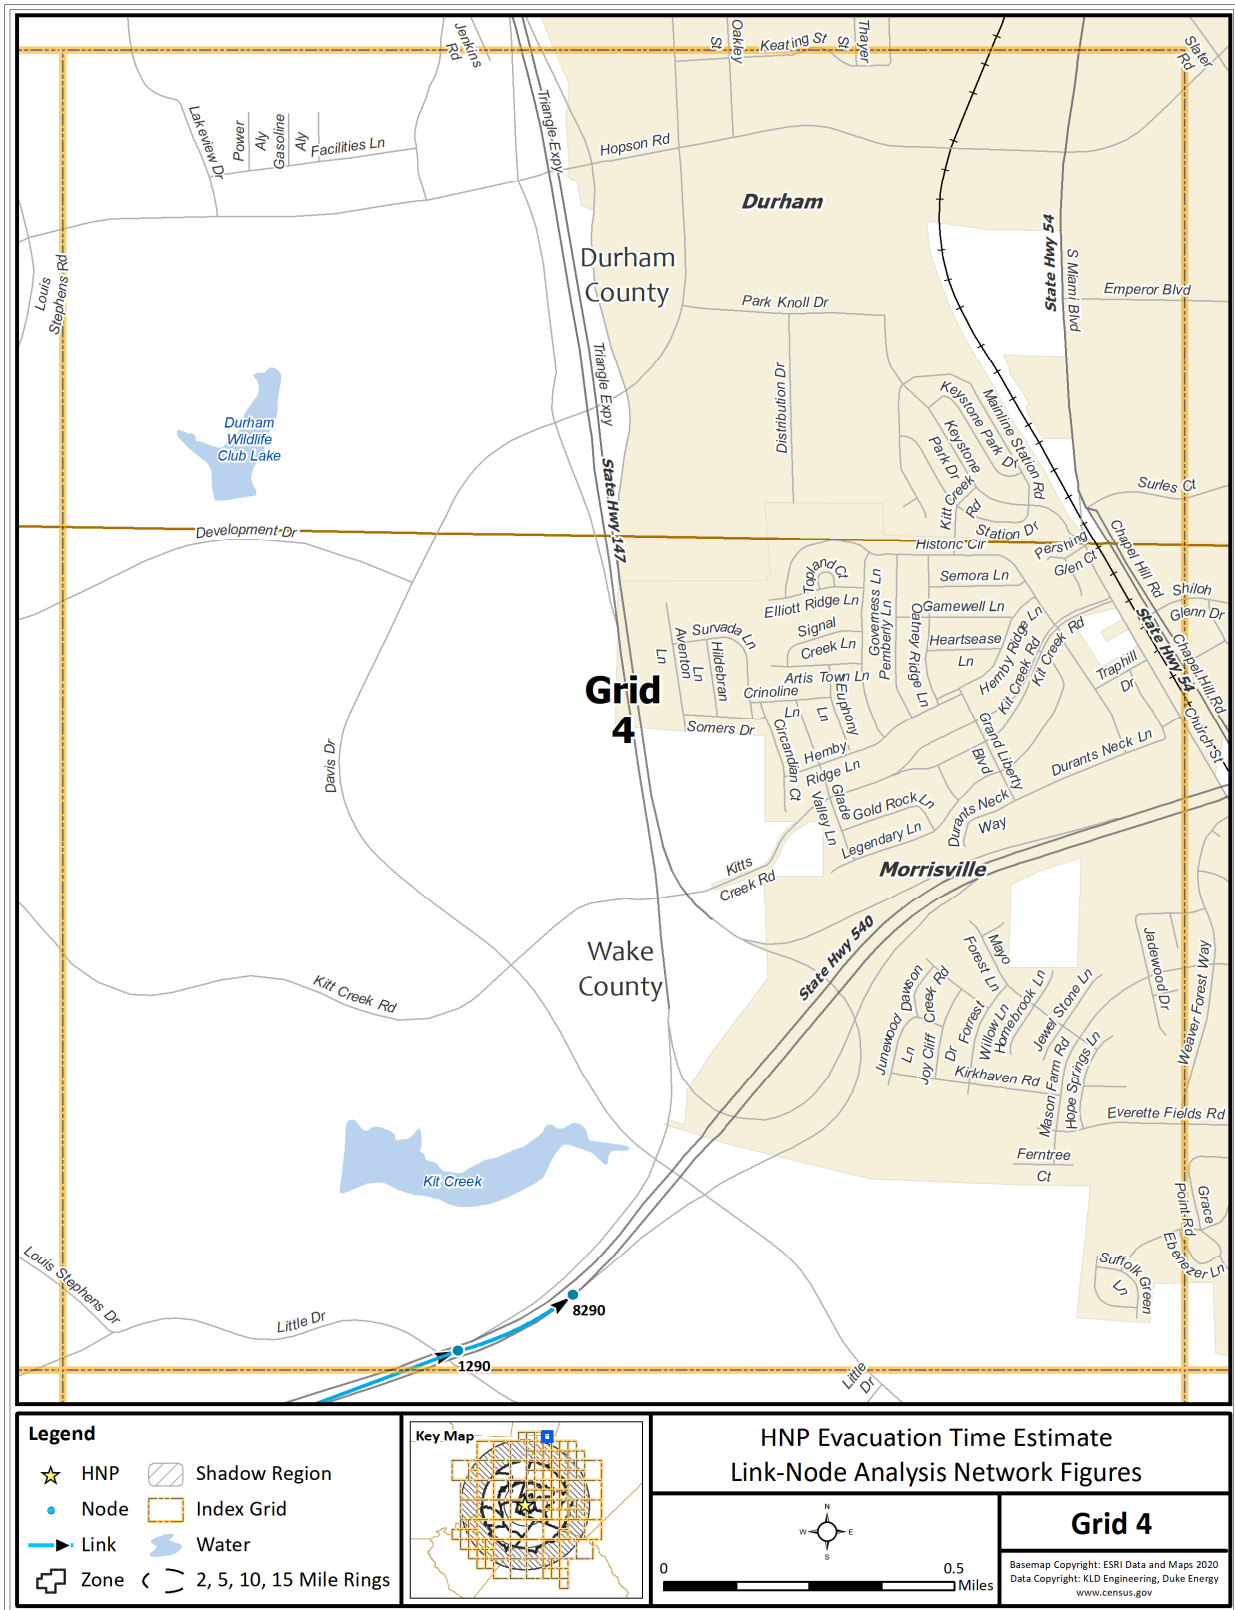 Jenkins
Rd
Oakley
St
Keating St
St
Thayer
Slater
Rd
Lakeview Dr
Power
Aly
Gasoline
Aly
Facilities Ln
Triangle Expy
Hopson Rd
Durham
Louis
Stephens Rd
Durham
County
State Hwy 54
S Miami Blvd
Emperor Blvd
Park Knoll Dr
Triangle Expy
Distribution Dr
Durham
Wildlife
Club Lake
Keystone Park Dr
Mainline Station Rd
Keystone
Park Dr
Kitt Creek
Rd
State Hwy 147
Surles Ct
Development Dr
Station Dr
Historic Cir
Pershing
Glen Ct
Chapel Hill Rd
Topland Ct
Semora Ln
Shiloh
Glenn Dr
Elliott Ridge Ln
Governess Ln
Pemberly Ln
Gamewell Ln
Oatney Ridge Ln
Signal
Creek Ln
Heartsease
Ln
Survada Ln
Aventon
Ln
Hildebran
Ln
Hemby Ridge Ln
Kit Creek Rd
Kit Creek Rd
Traphill
Dr
State Hwy 54
Chapel Hill Rd
Church St
Artis Town Ln
Crinoline
Ln
Euphony
Ln
Grid
4
Somers Dr
Circandian Ct
Hemby
Ridge Ln
Grand Liberty
Blvd
Durants Neck Ln
Davis Dr
Glade
Valley Ln
Gold Rock Ln
Durants Neck
Way
Legendary Ln
Kitts
Creek Rd
Morrisville
Wake
County
State Hwy 540
Kitt Creek Rd
Mayo
Forest Ln
Jadewood Dr
Weaver Forest Way
Dawson
Creek Rd
Junewood
Ln
Joy Cliff
Dr
Forrest
Willow Ln
Homebrook Ln
Jewel Stone Ln
Kirkhaven Rd
Mason Farm Rd
Hope Springs Ln
Everette Fields Rd
Ferntree
Ct
Kit Creek
Grace
Point Rd
Ebenezer Ln
Suffolk Green
Ln
Louis Stephens Dr
Little Dr
8290
1290
Little
Dr
Legend
HNP
Shadow Region
Node
Index Grid
Link
Water
Zone
2, 5, 10, 15 Mile Rings
Key Map
HNP Evacuation Time Estimate
Link-Node Analysis Network Figures
N
W E
S
0 0.5
Miles
Grid 4
Basemap Copyright: ESRI Data and Maps 2020
Data Copyright: KLD Engineering, Duke Energy
www.census.gov